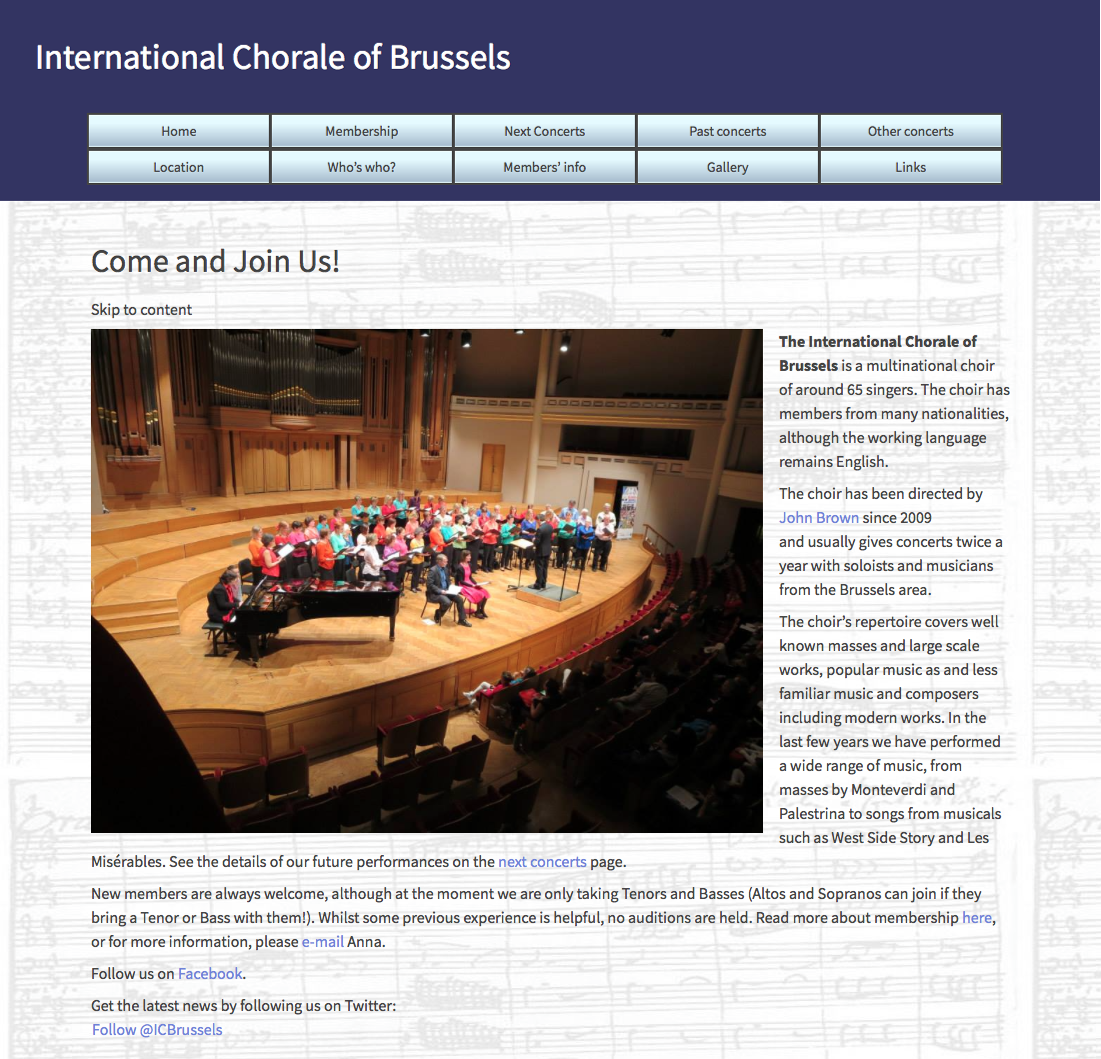 International Chorale of Brussels
Home
Membership
Next Concerts
Past concerts
Other concerts
Location
Who's who?
Members' info
Gallery
Links
Come and Join Us!
Skip to content
The International Chorale of
Brussels is a multinational choir
of around 65 singers. The choir has
members from many nationalities,
although the working language
remains English.
The choir has been directed by
John Brown since 2009
and usually gives concerts twice a
year with soloists and musicians
from the Brussels area.
The choir's repertoire covers well
known masses and large scale
works, popular music as and less
familiar music and composers
including modern works. In the
last few years we have performed
a wide range of music, from
masses by Monteverdi and
Palestrina to songs from musicals
such as West Side Story and Les
Misérables. See the details of our future performances on the next concerts page.
New members are always welcome, although at the moment we are only taking Tenors and Basses (Altos and Sopranos can join if they
bring a Tenor or Bass with them!). Whilst some previous experience is helpful, no auditions are held. Read more about membership here,
or for more information, please e-mail Anna.
Follow us on Facebook.
Get the latest news by following us on Twitter:
Follow @ICBrussels